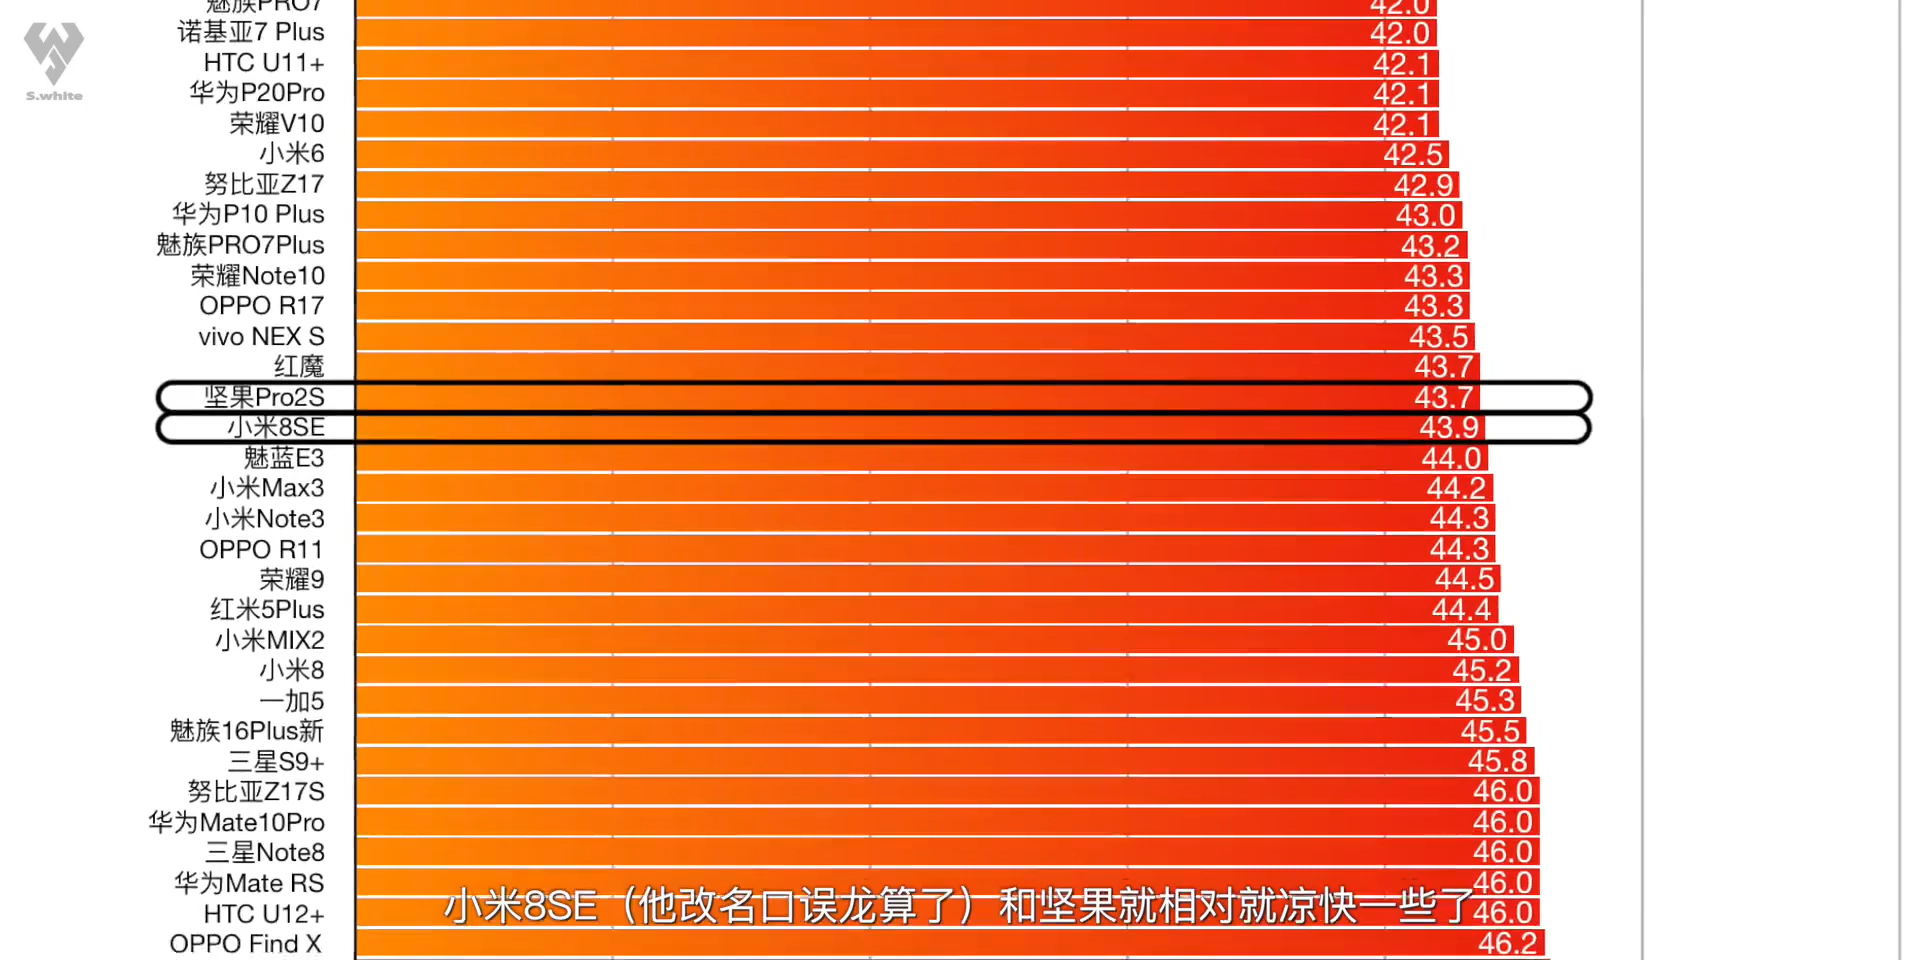 S.white
魅族PRO7 42.0
诺基亚7 Plus 42.0
HTC U11+ 42.1
华为P20Pro 42.1
荣耀V10 42.1
小米6 42.5
努比亚Z17 42.9
华为P10 Plus 43.0
魅族PRO7Plus 43.2
荣耀Note10 43.3
OPPO R17 43.3
vivo NEX S 43.5
红魔 43.7
坚果Pro2S 43.7
小米8SE 43.9
魅蓝E3 44.0
小米Max3 44.2
小米Note3 44.3
OPPO R11 44.3
荣耀9 44.5
红米5Plus 44.4
小米MIX2 45.0
小米8 45.2
一加5 45.3
魅族16Plus新 45.5
三星S9+ 45.8
努比亚Z17S 46.0
华为Mate10Pro 46.0
三星Note8 46.0
华为Mate RS 46.0
小米8SE（他改名口误龙算了）和坚果就相对就凉快一些了
HTC U12+ 46.0
OPPO Find X 46.2